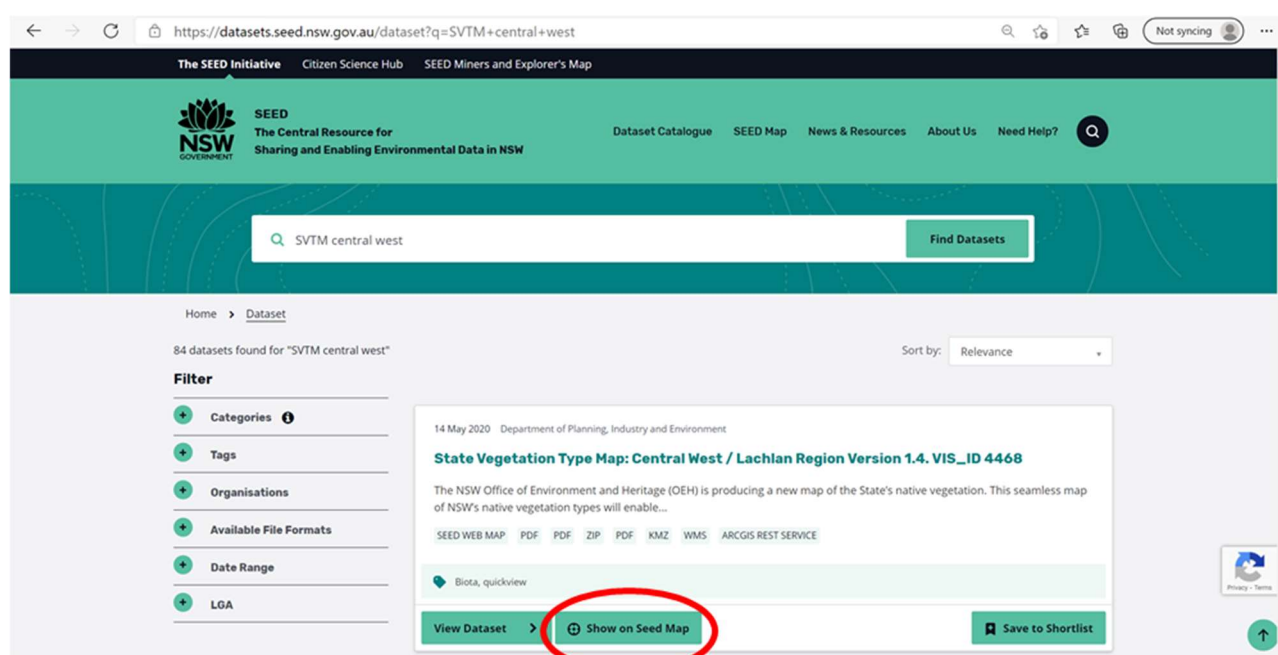 https://datasets.seed.nsw.gov.au/dataset?q=SVTM+central+west
Not syncing
The SEED Initiative Citizen Science Hub SEED Miners and Explorer's Map
NSW
GOVERNMENT
SEED
The Central Resource for
Sharing and Enabling Environmental Data in NSW
Dataset Catalogue SEED Map News & Resources About Us Need Help?
SVTM central west
Find Datasets
Home > Dataset
84 datasets found for "SVTM central west"
Sort by: Relevance
Filter
Categories
Tags
Organisations
Available File Formats
Date Range
LGA
14 May 2020 Department of Planning, Industry and Environment
State Vegetation Type Map: Central West / Lachlan Region Version 1.4. VIS_ID 4468
The NSW Office of Environment and Heritage (OEH) is producing a new map of the State's native vegetation. This seamless map
of NSW's native vegetation types will enable...
SEED WEB MAP PDF PDF ZIP PDF KMZ WMS ARCGIS REST SERVICE
Biota, quickview
View Dataset > Show on Seed Map Save to Shortlist
Privacy - Terms